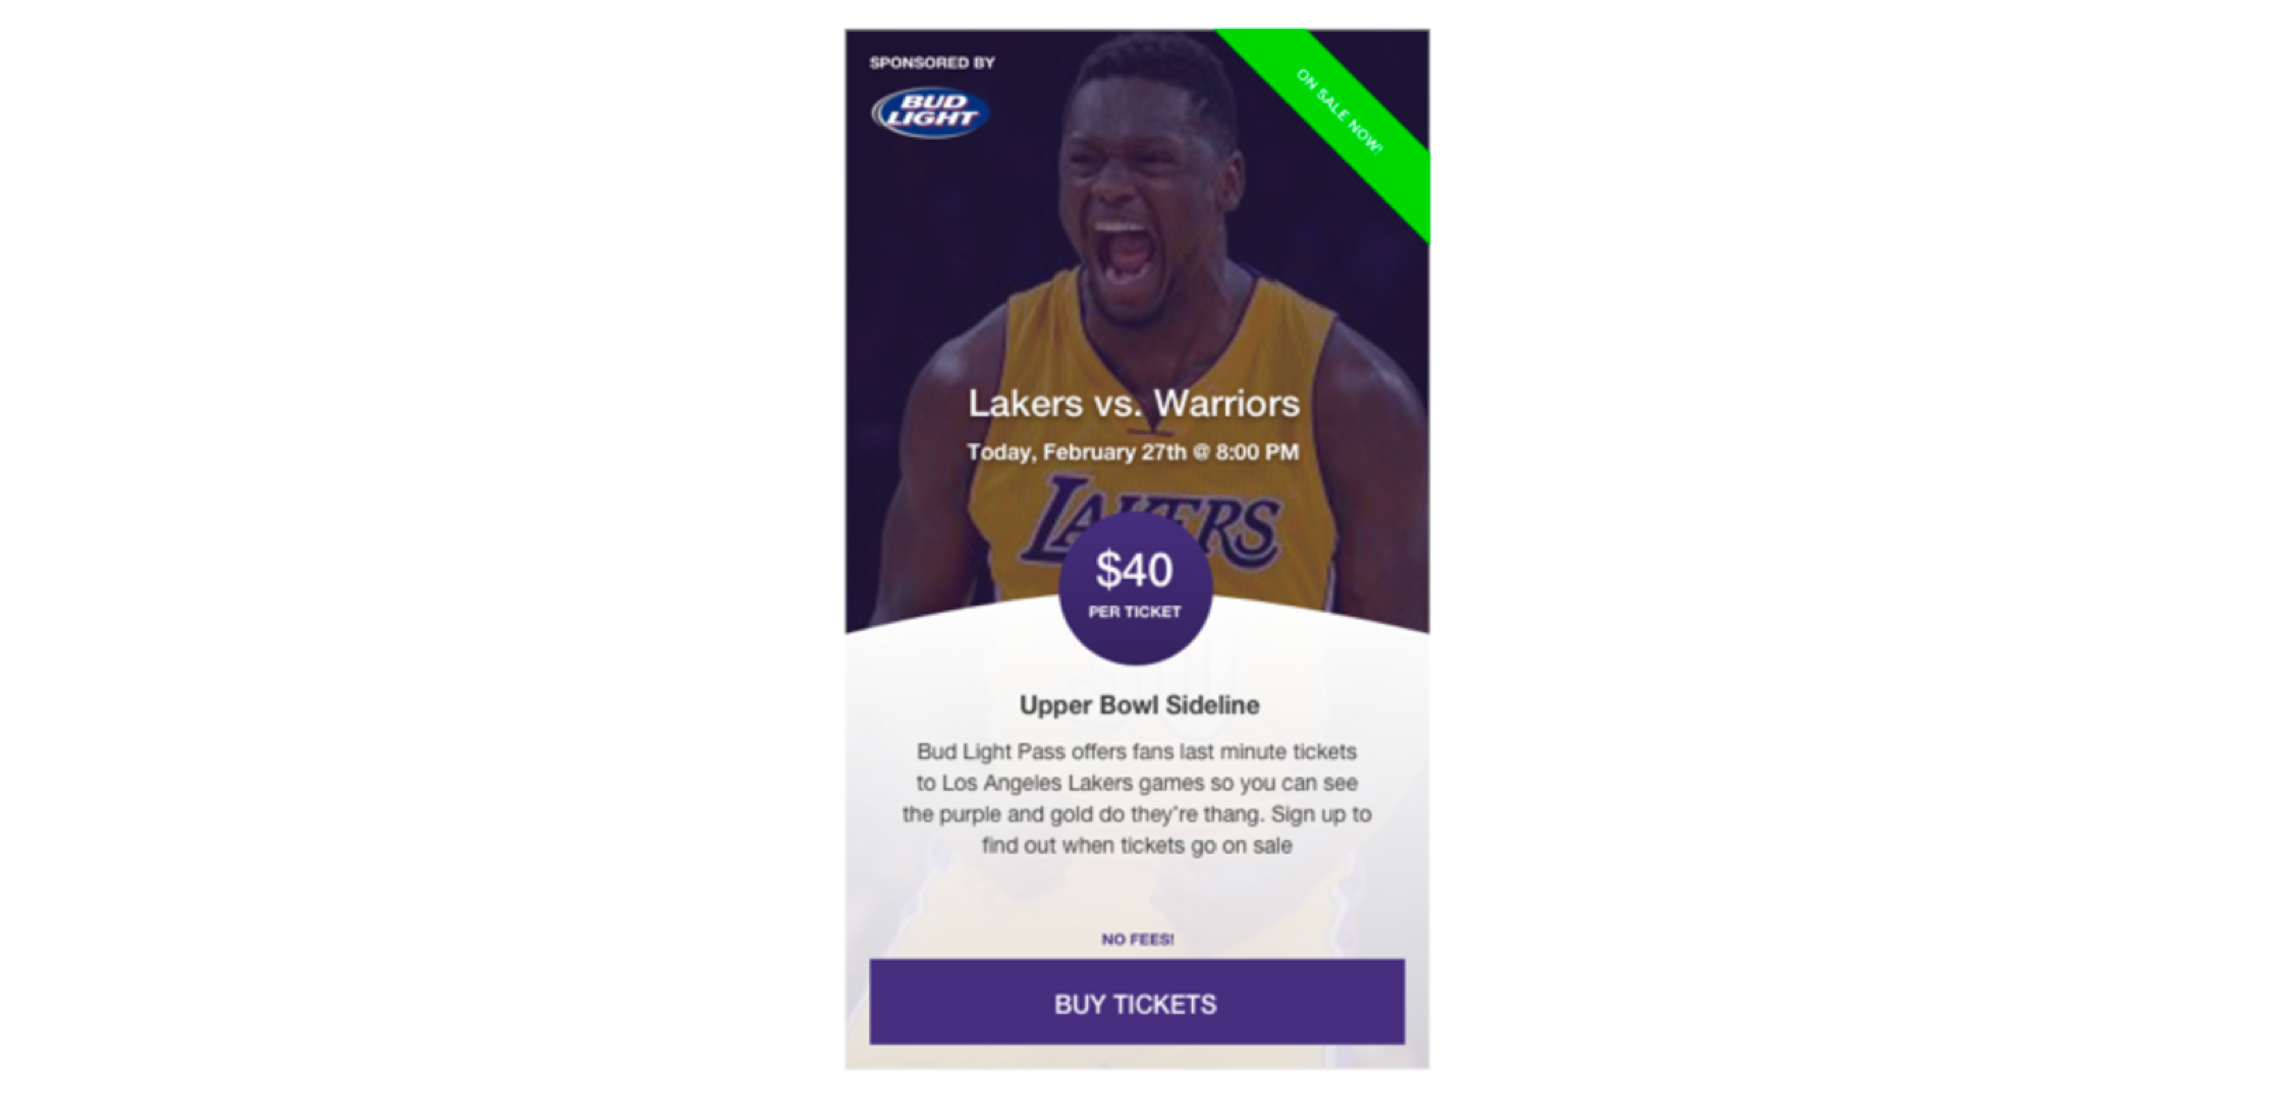 SPONSORED BY
BUD
LIGHT
ON SALE NOW!
Lakers vs. Warriors
Today, February 27th @ 8:00 PM
LAKERS
$40
PER TICKET
Upper Bowl Sideline
Bud Light Pass offers fans last minute tickets
to Los Angeles Lakers games so you can see
the purple and gold do they're thang. Sign up to
find out when tickets go on sale
NO FEES!
BUY TICKETS